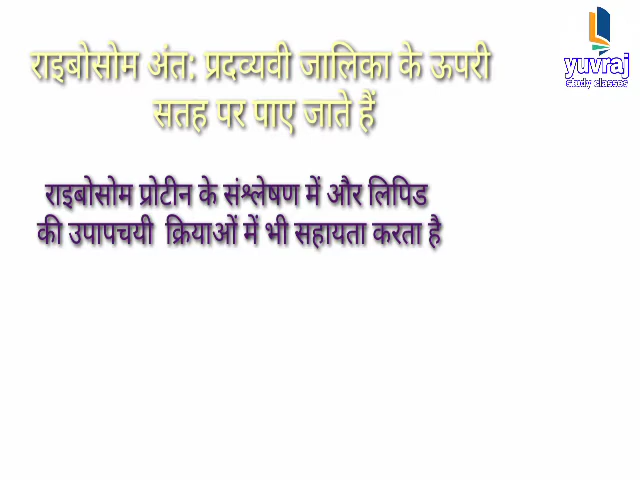 राइबोसोम अंत: प्रदव्यवी जालिका के ऊपरी
सतह पर पाए जाते हैं
yuvraj
study classes
राइबोसोम प्रोटीन के संश्लेषण में और लिपिड
की उपापचयी क्रियाओं में भी सहायता करता है